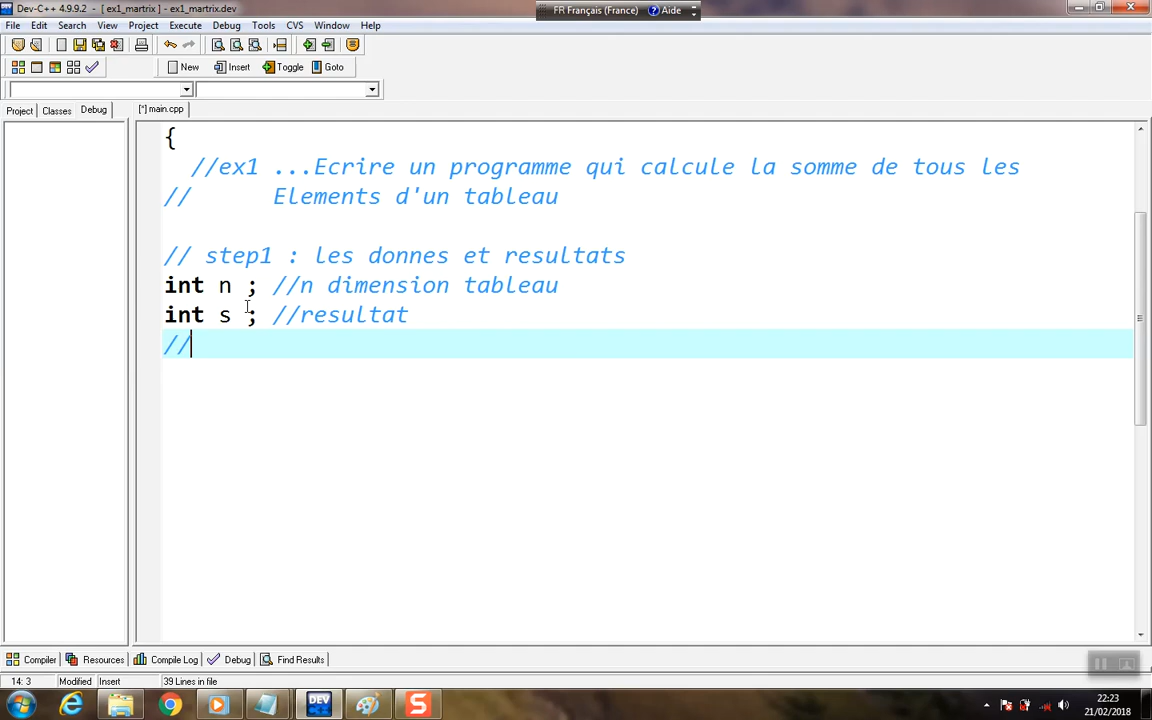 Dev-C++ 4.9.9.2 - [ ex1_martrix ] - ex1_martrix.dev
FR Français (France) Aide
File Edit Search View Project Execute Debug Tools CVS Window Help
New Insert Toggle Goto
Project Classes Debug [*] main.cpp
{
//ex1 ...Ecrire un programme qui calcule la somme de tous les
// Elements d'un tableau
// step1 : les donnes et resultats
int n ; //n dimension tableau
int s ; //resultat
//
Compiler Resources Compile Log Debug Find Results
14: 3 Modified Insert 39 Lines in file
DEV
S
22:23
21/02/2018